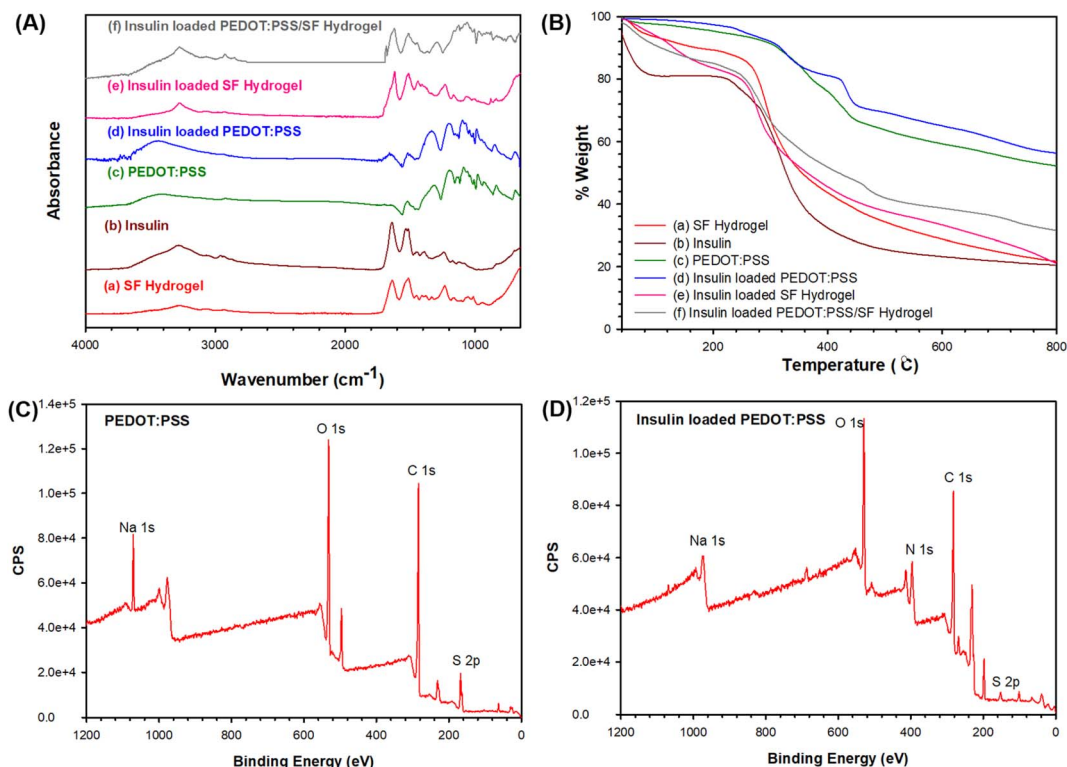 (A)
(f) Insulin loaded PEDOT:PSS/SF Hydrogel
(e) Insulin loaded SF Hydrogel
(d) Insulin loaded PEDOT:PSS
(c) PEDOT:PSS
(b) Insulin
(a) SF Hydrogel
Absorbance
4000 3000 2000 1000
Wavenumber (cm-1)
(B)
100
80
60
40
20
0
% Weight
(a) SF Hydrogel
(b) Insulin
(c) PEDOT:PSS
(d) Insulin loaded PEDOT:PSS
(e) Insulin loaded SF Hydrogel
(f) Insulin loaded PEDOT:PSS/SF Hydrogel
200 400 600 800
Temperature (°C)
(C)
1.4e+5
1.2e+5
1.0e+5
8.0e+4
6.0e+4
4.0e+4
2.0e+4
0.0
CPS
PEDOT:PSS
O 1s
C 1s
Na 1s
S 2p
1200 1000 800 600 400 200 0
Binding Energy (eV)
(D)
1.2e+5
1.0e+5
8.0e+4
6.0e+4
4.0e+4
2.0e+4
0.0
CPS
Insulin loaded PEDOT:PSS
O 1s
C 1s
Na 1s
N 1s
S 2p
1200 1000 800 600 400 200 0
Binding Energy (eV)